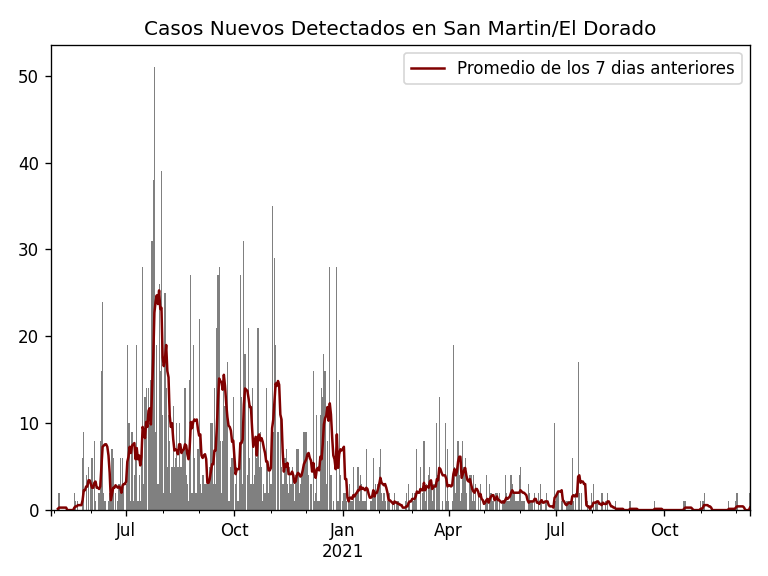 Casos Nuevos Detectados en San Martin/El Dorado
Promedio de los 7 dias anteriores
50
40
30
20
10
0
Jul Oct Jan Apr Jul Oct
2021